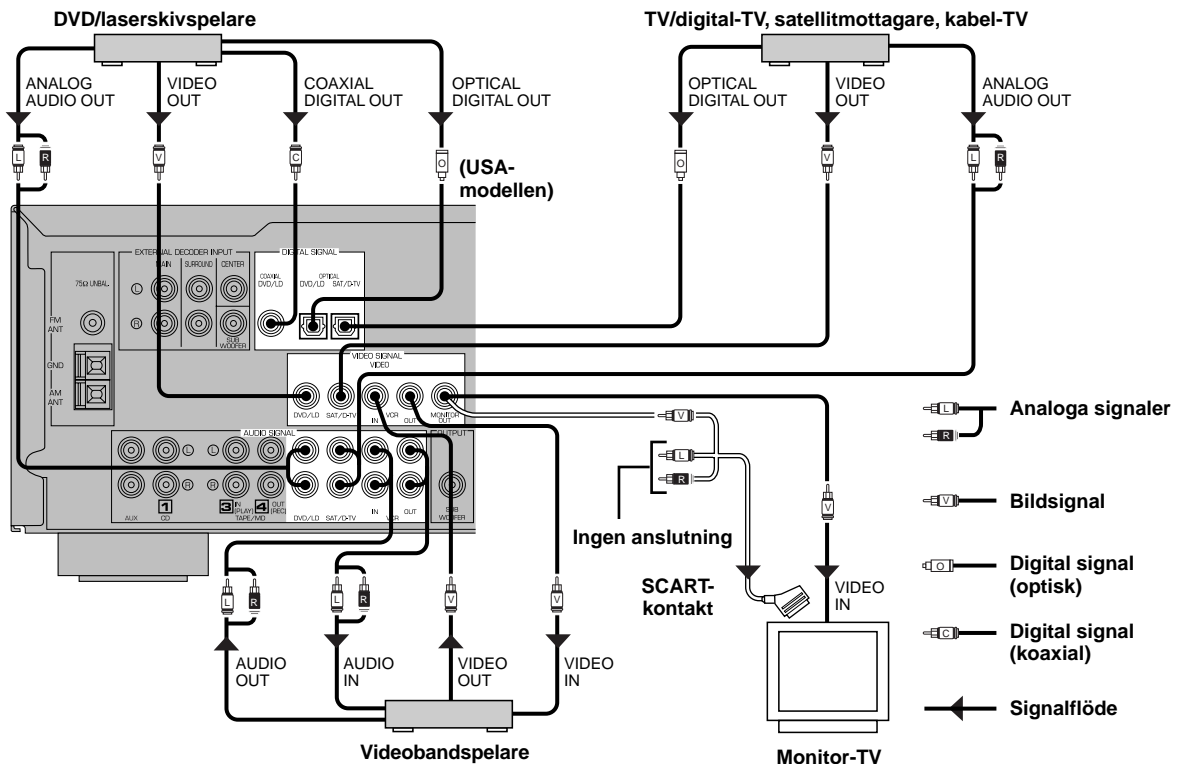 DVD/laserskivspelare
TV/digital-TV, satellitmottagare, kabel-TV
ANALOG
AUDIO OUT
VIDEO
OUT
COAXIAL
DIGITAL OUT
OPTICAL
DIGITAL OUT
OPTICAL
DIGITAL OUT
VIDEO
OUT
ANALOG
AUDIO OUT
L
R
V
C
O
(USA-
modellen)
O
V
L
R
EXTERNAL DECODER INPUT
MAIN
SURROUND
CENTER
L
R
SUB
WOOFER
DIGITAL SIGNAL
COAXIAL
DVD/LD
OPTICAL
DVD/LD
SAT/D-TV
75Ω UNBAL.
FM
ANT
GND
AM
ANT
VIDEO SIGNAL
VIDEO
DVD/LD
SAT/D-TV
IN
VCR
OUT
MONITOR
OUT
AUDIO SIGNAL
OUTPUT
L
L
R
R
AUX
1
CD
3
IN
(PLAY)
4
OUT
(REC)
TAPE/MD
DVD/LD
SAT/D-TV
IN
VCR
OUT
SUB
WOOFER
V
L
R
Ingen anslutning
SCART-
kontakt
V
VIDEO
IN
L
R
L
R
V
V
AUDIO
OUT
AUDIO
IN
VIDEO
OUT
VIDEO
IN
Videobandspelare
Monitor-TV
L
R
Analoga signaler
V
Bildsignal
O
Digital signal
(optisk)
C
Digital signal
(koaxial)
Signalflöde